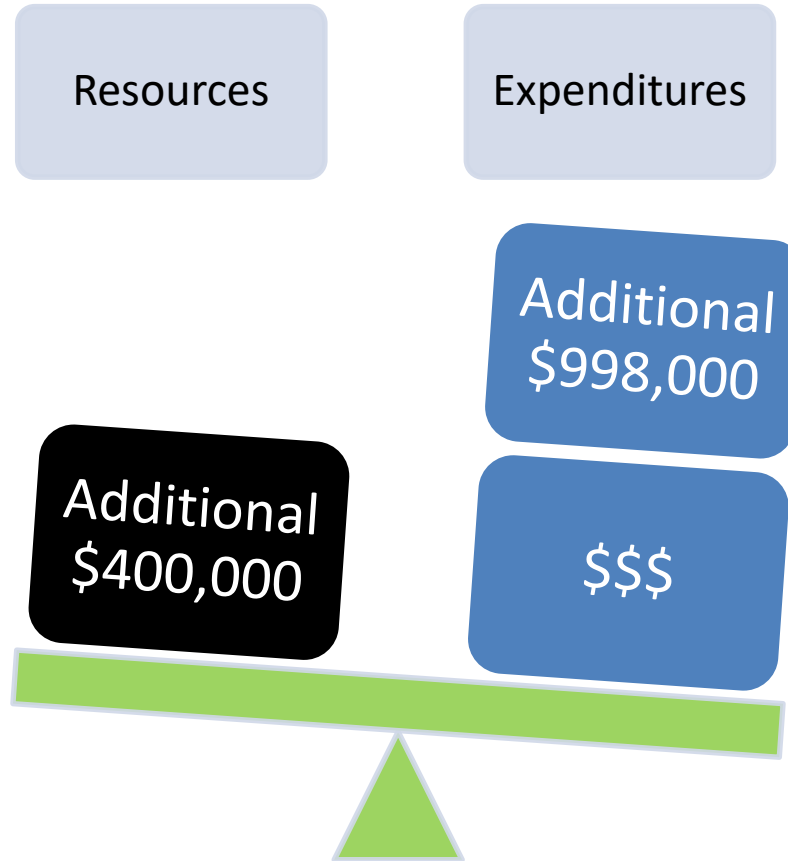 Resources
Expenditures
Additional
$998,000
Additional
$400,000
$$$